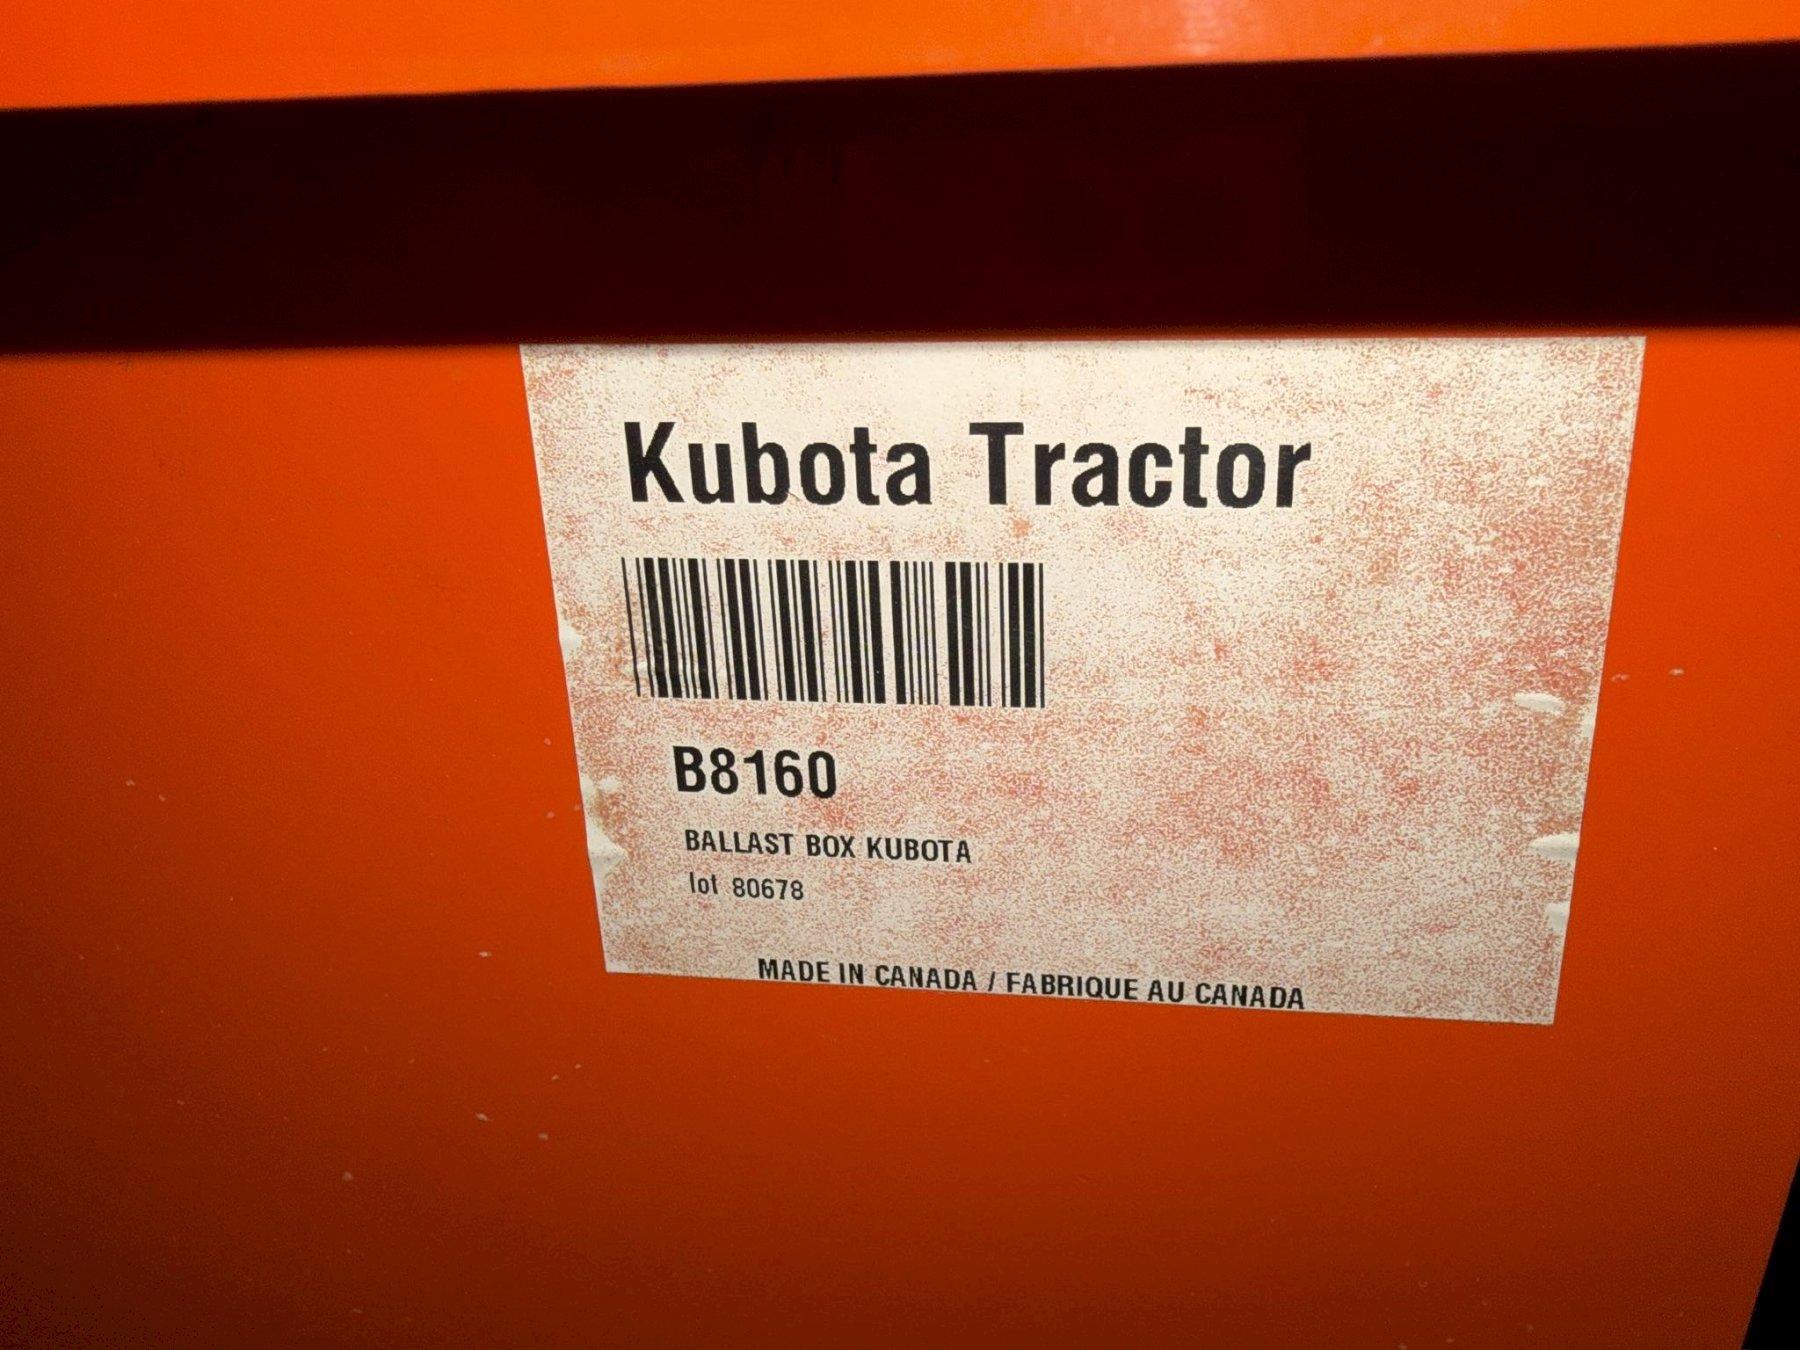 Kubota Tractor
B8160
BALLAST BOX KUBOTA
lot 80678
MADE IN CANADA / FABRIQUE AU CANADA